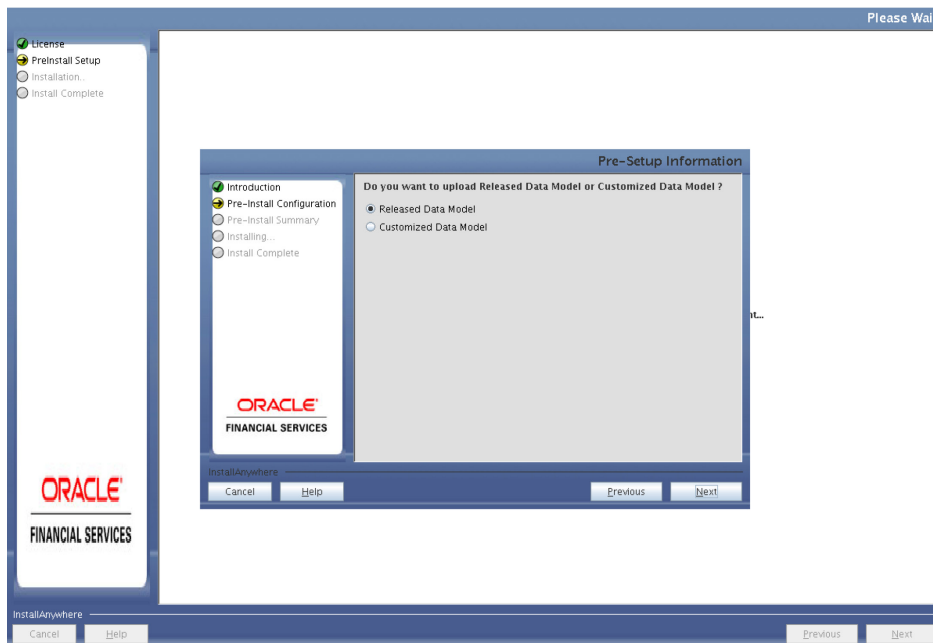 Please Wai
License
PreInstall Setup
Installation..
Install Complete
Pre-Setup Information
Introduction
Pre-Install Configuration
Pre-Install Summary
Installing...
Install Complete
Do you want to upload Released Data Model or Customized Data Model ?
Released Data Model
Customized Data Model
nt...
ORACLE'
FINANCIAL SERVICES
InstallAnywhere
Cancel Help Previous Next
ORACLE'
FINANCIAL SERVICES
InstallAnywhere
Cancel Help Previous Next